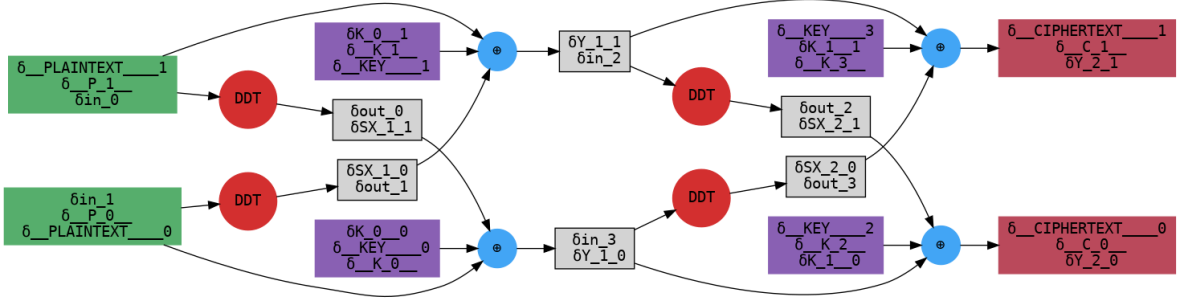 δ__PLAINTEXT____1
δ__P_1__
δin_0
DDT
δK_0__1
δ__K_1__
δ__KEY____1
⊕
δout_0
δSX_1_1
δY_1_1
δin_2
DDT
δ__KEY____3
δK_1__1
δ__K_3__
⊕
δout_2
δSX_2_1
δ__CIPHERTEXT____1
δ__C_1__
δY_2_1
δin_1
δ__P_0__
δ__PLAINTEXT____0
DDT
δSX_1_0
δout_1
δK_0__0
δ__KEY____0
δ__K_0__
⊕
δin_3
δY_1_0
DDT
δSX_2_0
δout_3
δ__KEY____2
δ__K_2__
δK_1__0
⊕
δ__CIPHERTEXT____0
δ__C_0__
δY_2_0